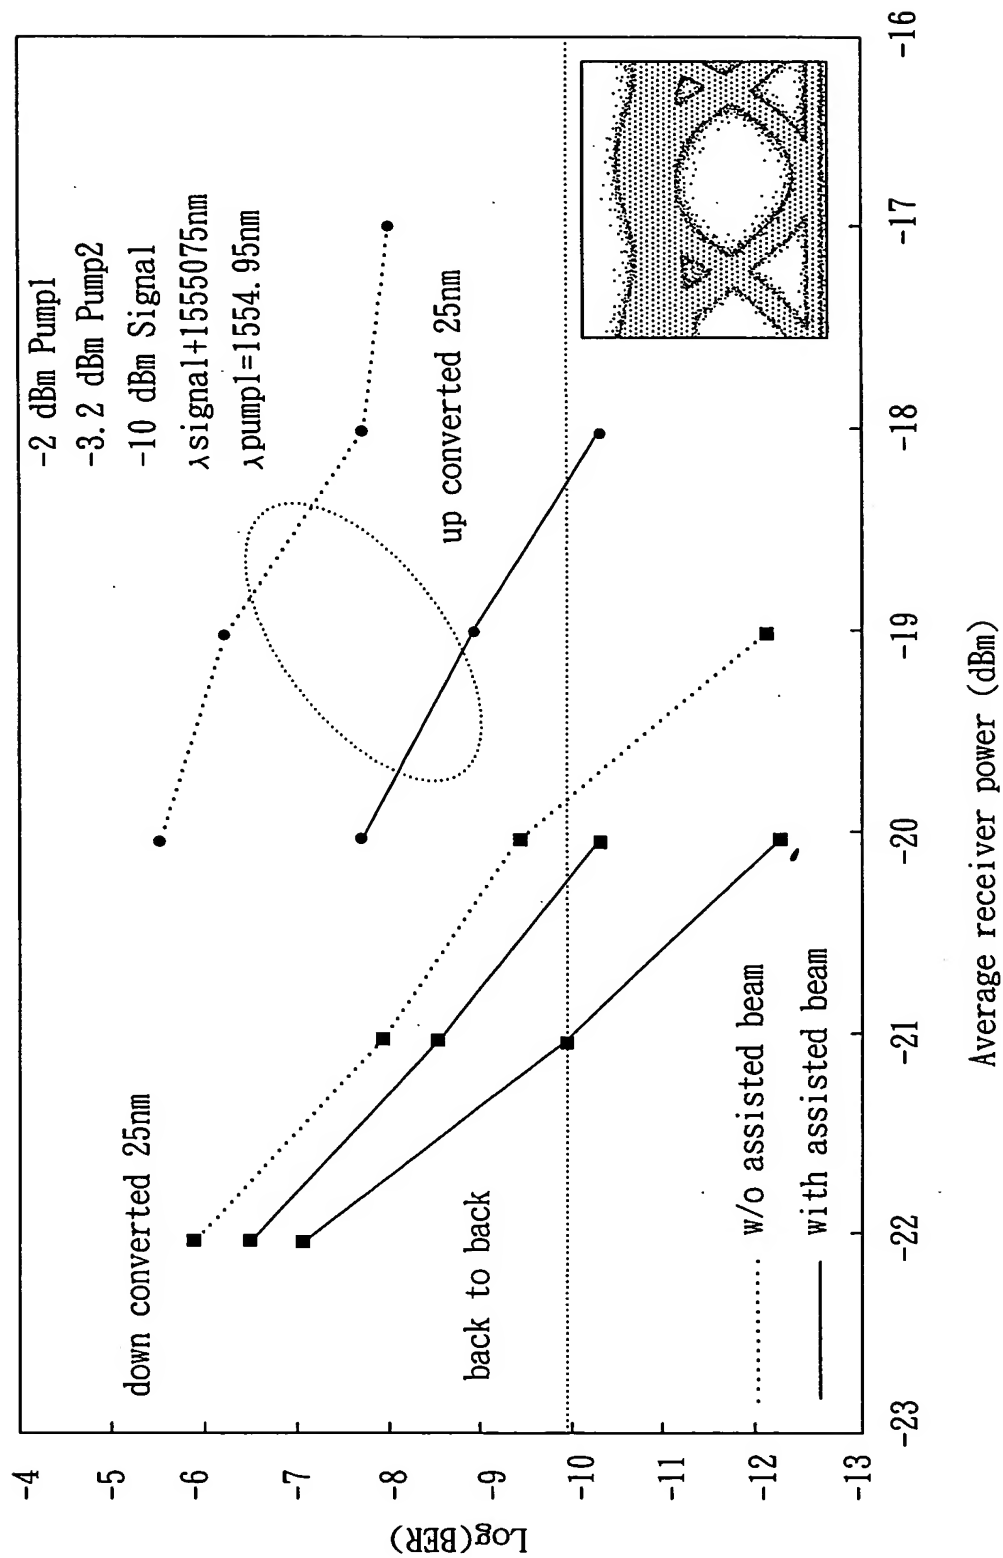 -2 dBm Pump1
-3.2 dBm Pump2
-10 dBm Signal
λsignal+1555075nm
λpump1=1554.95nm
down converted 25nm
up converted 25nm
back to back
w/o assisted beam
with assisted beam
Log(BER)
-4
-5
-6
-7
-8
-9
-10
-11
-12
-13
-23
-22
-21
-20
-19
-18
-17
-16
Average receiver power (dBm)